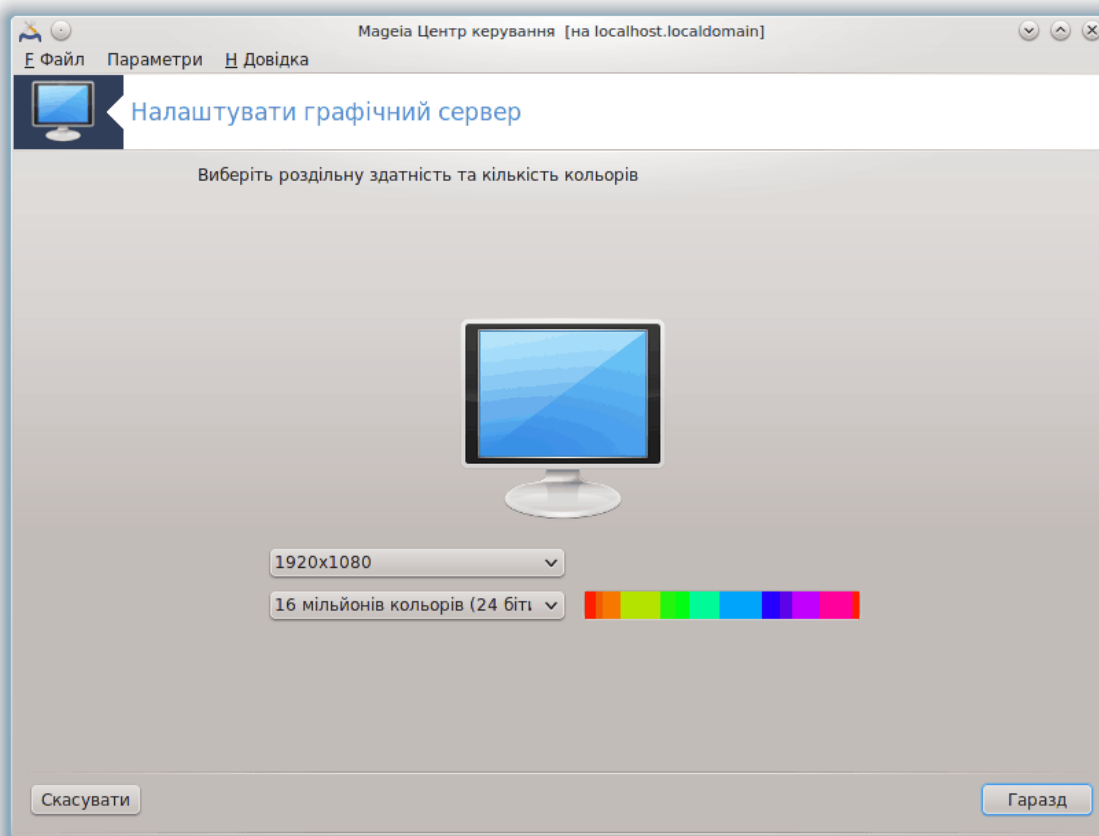 Mageia Центр керування [на localhost.localdomain]
F Файл Параметри H Довідка
Налаштувати графічний сервер
Виберіть роздільну здатність та кількість кольорів
1920x1080
16 мільйонів кольорів (24 біті
Скасувати Гаразд